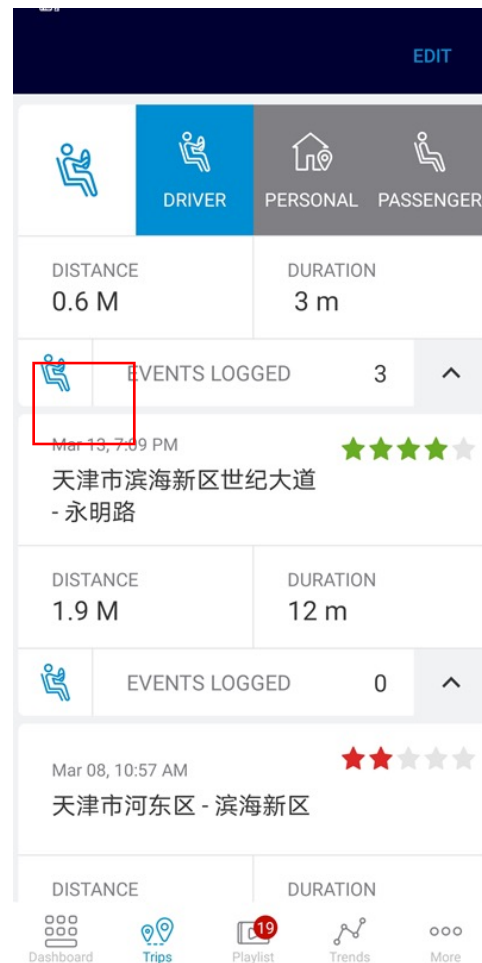 EDIT
DRIVER
PERSONAL
PASSENGER
DISTANCE
DURATION
0.6 M
3 m
EVENTS LOGGED
3
Mar 13, 7:09 PM
天津市滨海新区世纪大道
- 永明路
DISTANCE
DURATION
1.9 M
12 m
EVENTS LOGGED
0
Mar 08, 10:57 AM
天津市河东区 - 滨海新区
DISTANCE
DURATION
19
Dashboard
Trips
Playlist
Trends
More